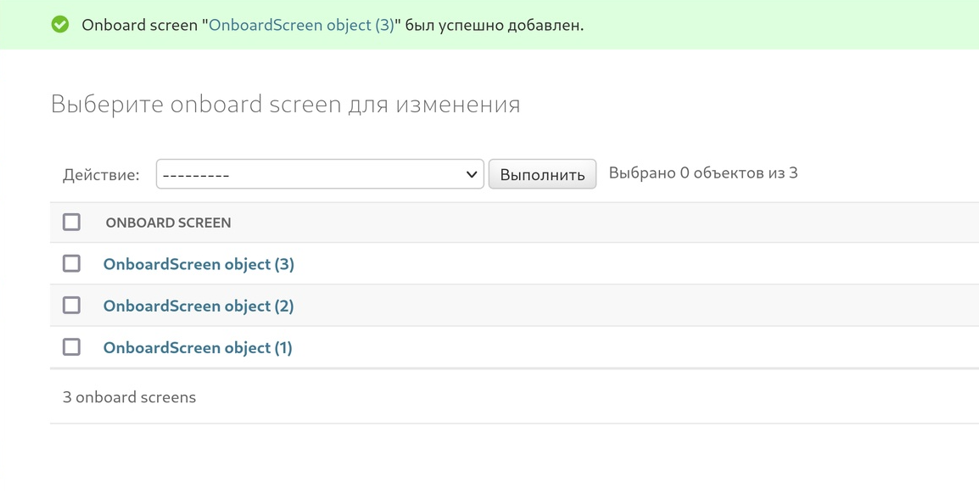 Onboard screen "OnboardScreen object (3)" был успешно добавлен.
Выберите onboard screen для изменения
Действие: --------- Выполнить Выбрано 0 объектов из 3
ONBOARD SCREEN
OnboardScreen object (3)
OnboardScreen object (2)
OnboardScreen object (1)
3 onboard screens